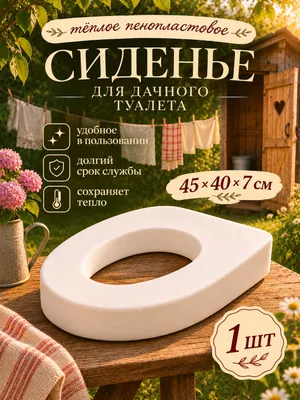 тёплое пенопластовое
СИДЕНЬЕ
ДЛЯ ДАЧНОГО
ТУАЛЕТА
удобное
в пользовании
долгий
срок службы
сохраняет
тепло
45×40×7 см
1 шт